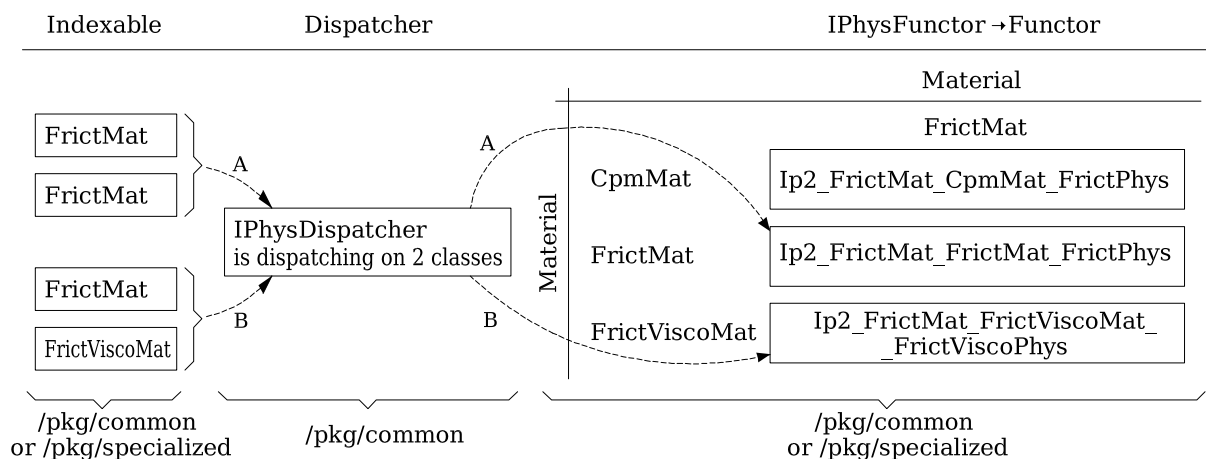 Indexable
Dispatcher
IPhysFunctor →Functor
Material
FrictMat
FrictMat
FrictMat
A
IPhysDispatcher
is dispatching on 2 classes
FrictMat
FrictViscoMat
B
A
B
Material
CpmMat
Ip2_FrictMat_CpmMat_FrictPhys
FrictMat
Ip2_FrictMat_FrictMat_FrictPhys
FrictViscoMat
Ip2_FrictMat_FrictViscoMat_
_FrictViscoPhys
/pkg/common
or /pkg/specialized
/pkg/common
/pkg/common
or /pkg/specialized